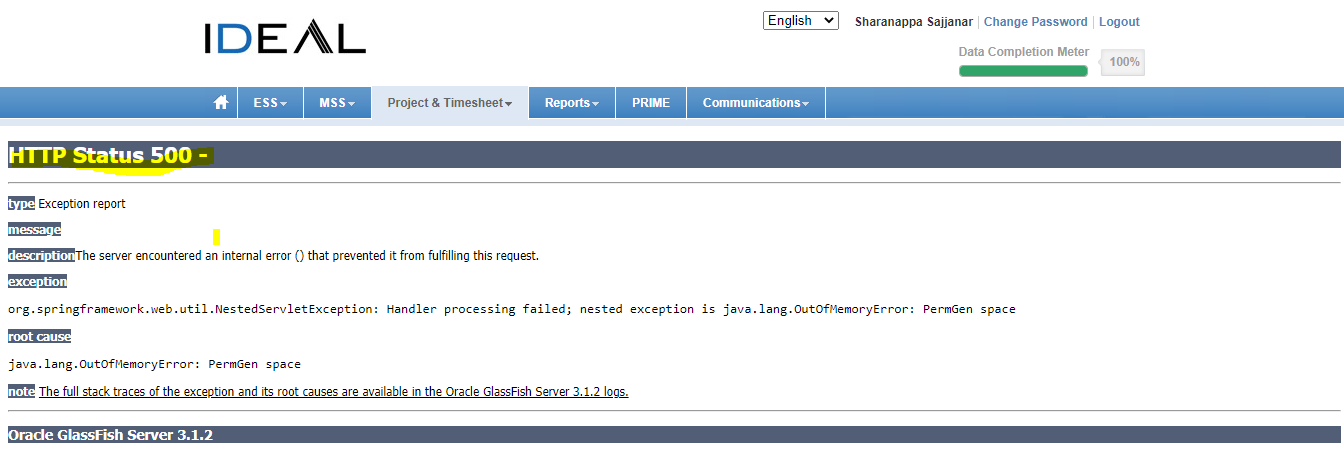 IDEAL
English
Sharanappa Sajjanar | Change Password | Logout
Data Completion Meter
100%
ESS MSS Project & Timesheet Reports PRIME Communications
HTTP Status 500 -
type Exception report
message
descriptionThe server encountered an internal error () that prevented it from fulfilling this request.
exception
org.springframework.web.util.NestedServletException: Handler processing failed; nested exception is java.lang.OutOfMemoryError: PermGen space
root cause
java.lang.OutOfMemoryError: PermGen space
note The full stack traces of the exception and its root causes are available in the Oracle GlassFish Server 3.1.2 logs.
Oracle GlassFish Server 3.1.2